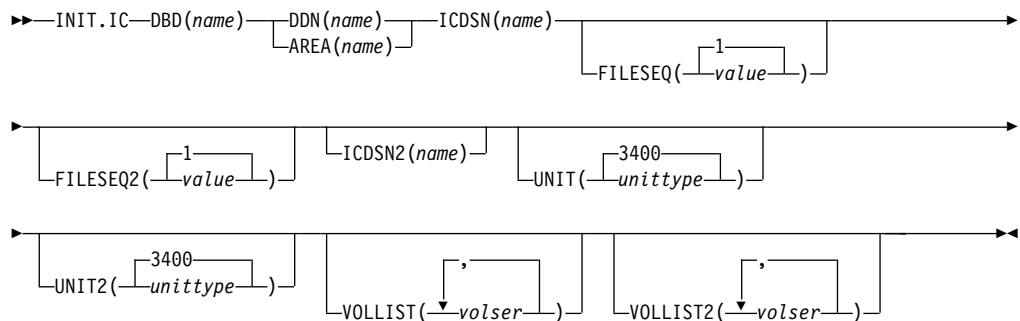 INIT.IC DBD(name) DDN(name) ICDSN(name)
AREA(name)
1
FILESEQ( value )
1
FILESEQ2( value )
ICDSN2(name)
3400
UNIT( unittype )
3400
UNIT2( unittype )
,
VOLLIST( volser )
,
VOLLIST2( volser )